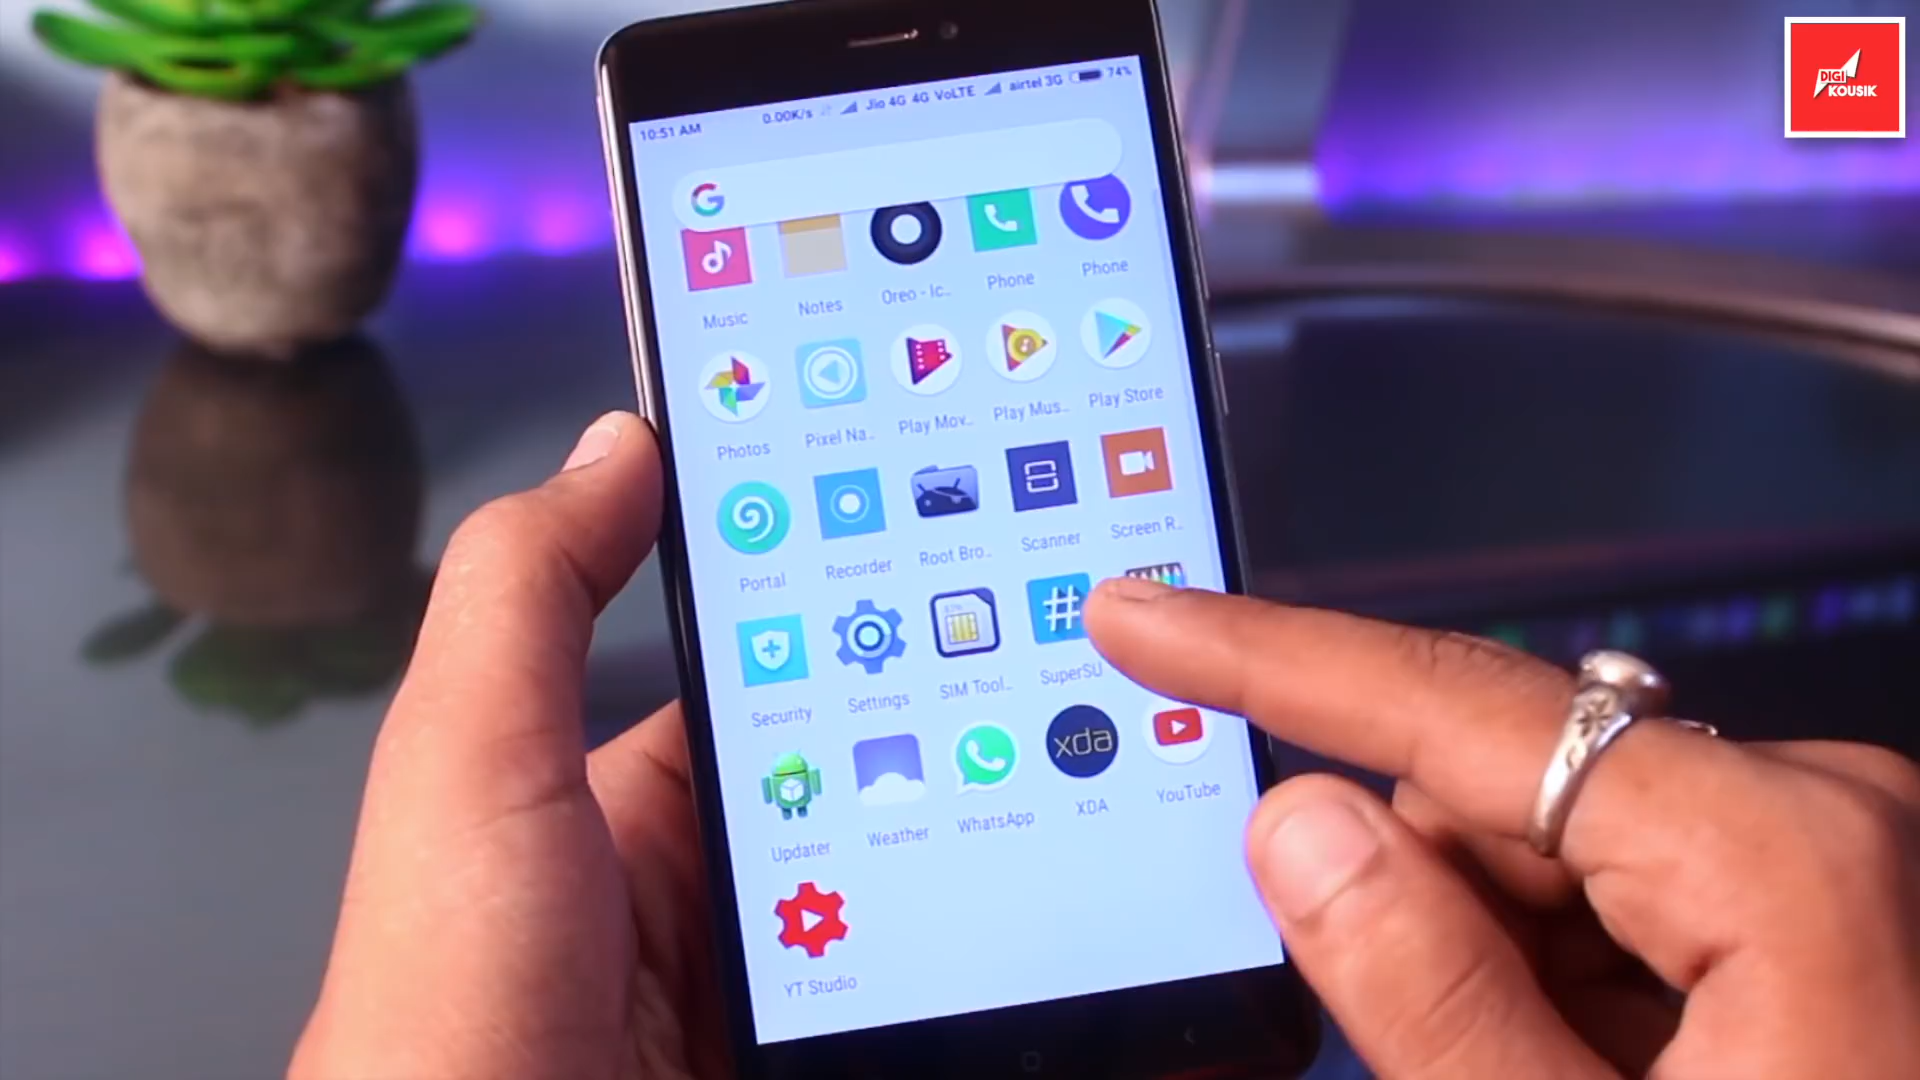 DIGI
KOUSIK
10:51 AM 0.00K/s Jio 4G 4G VoLTE airtel 3G 74%
G
Music Notes Oreo - Ic... Phone Phone
Photos Pixel Na... Play Mov... Play Mus... Play Store
Portal Recorder Root Bro... Scanner Screen R...
#
Security Settings SIM Tool... SuperSU
xda
Updater Weather WhatsApp XDA YouTube
YT Studio